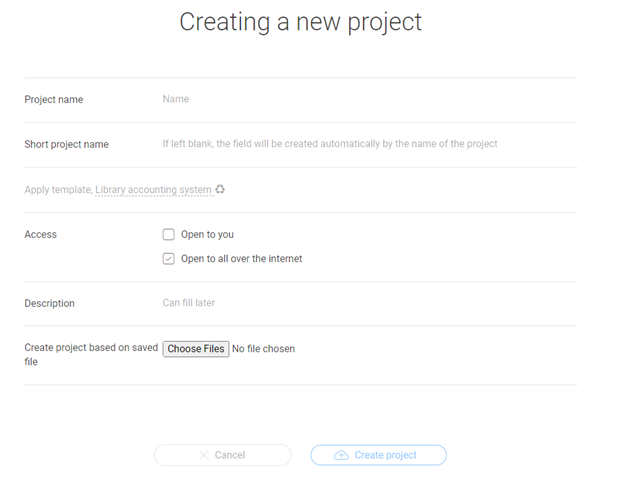 Creating a new project
Project name
Name
Short project name
If left blank, the field will be created automatically by the name of the project
Apply template, Library accounting system
Access
Open to you
Open to all over the internet
Description
Can fill later
Create project based on saved
file
Choose Files No file chosen
Cancel
Create project